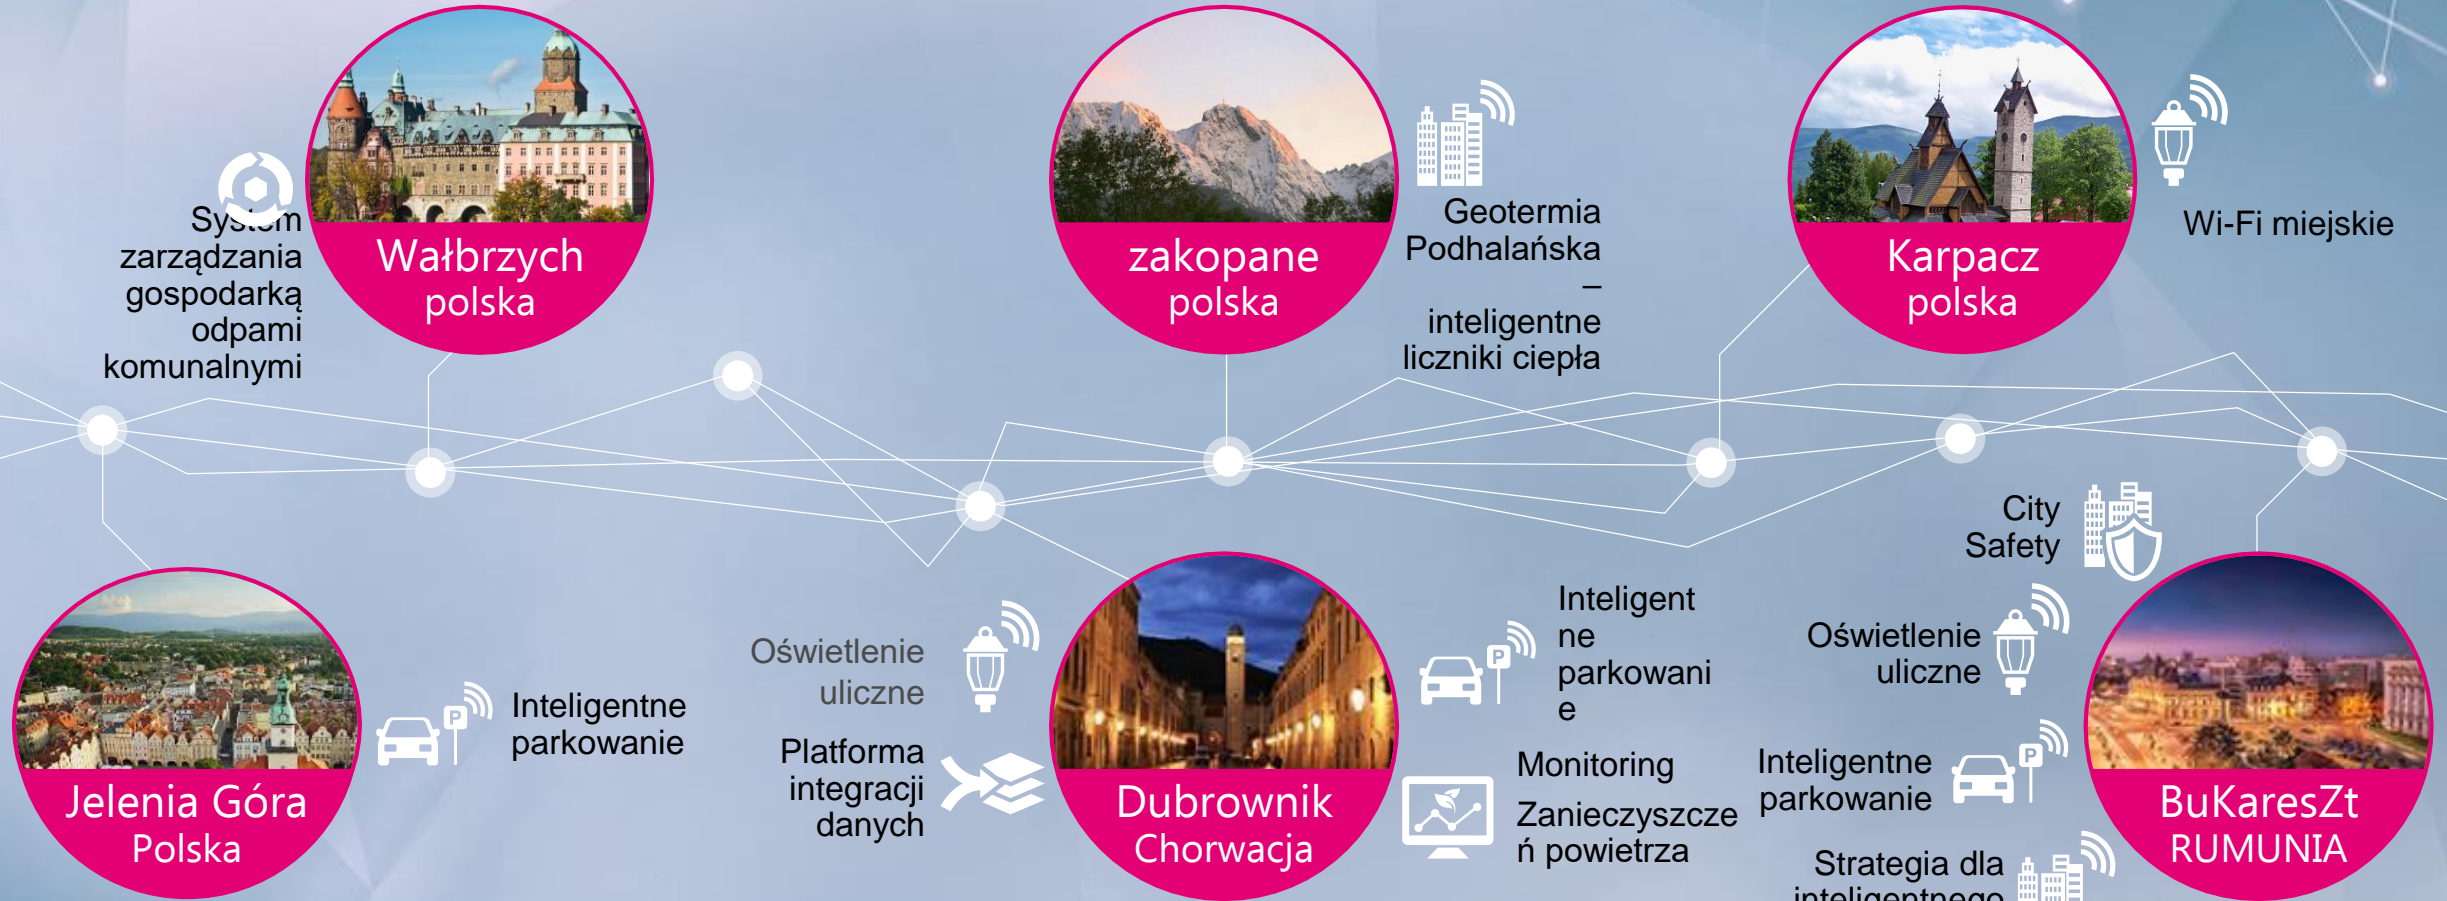 System
zarządzania
gospodarką
odpami
komunalnymi
Wałbrzych
polska
zakopane
polska
Geotermia
Podhalańska
–
inteligentne
liczniki ciepła
Karpacz
polska
Wi-Fi miejskie
Jelenia Góra
Polska
P
Inteligentne
parkowanie
Oświetlenie
uliczne
Platforma
integracji
danych
Dubrownik
Chorwacja
P
Inteligent
ne
parkowani
e
Monitoring
Zanieczyszcze
ń powietrza
City
Safety
Oświetlenie
uliczne
Inteligentne
parkowanie
P
Strategia dla
inteligentnego
BuKaresZt
RUMUNIA